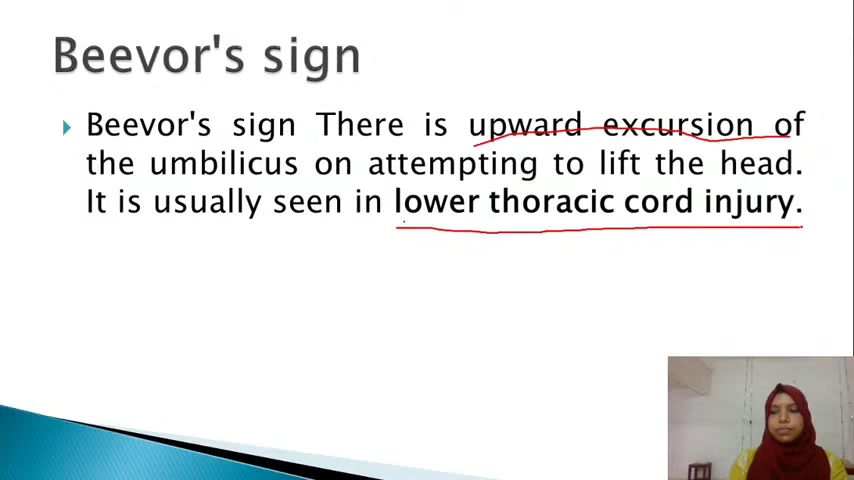 Beevor's sign
Beevor's sign There is upward excursion of
the umbilicus on attempting to lift the head.
It is usually seen in lower thoracic cord injury.